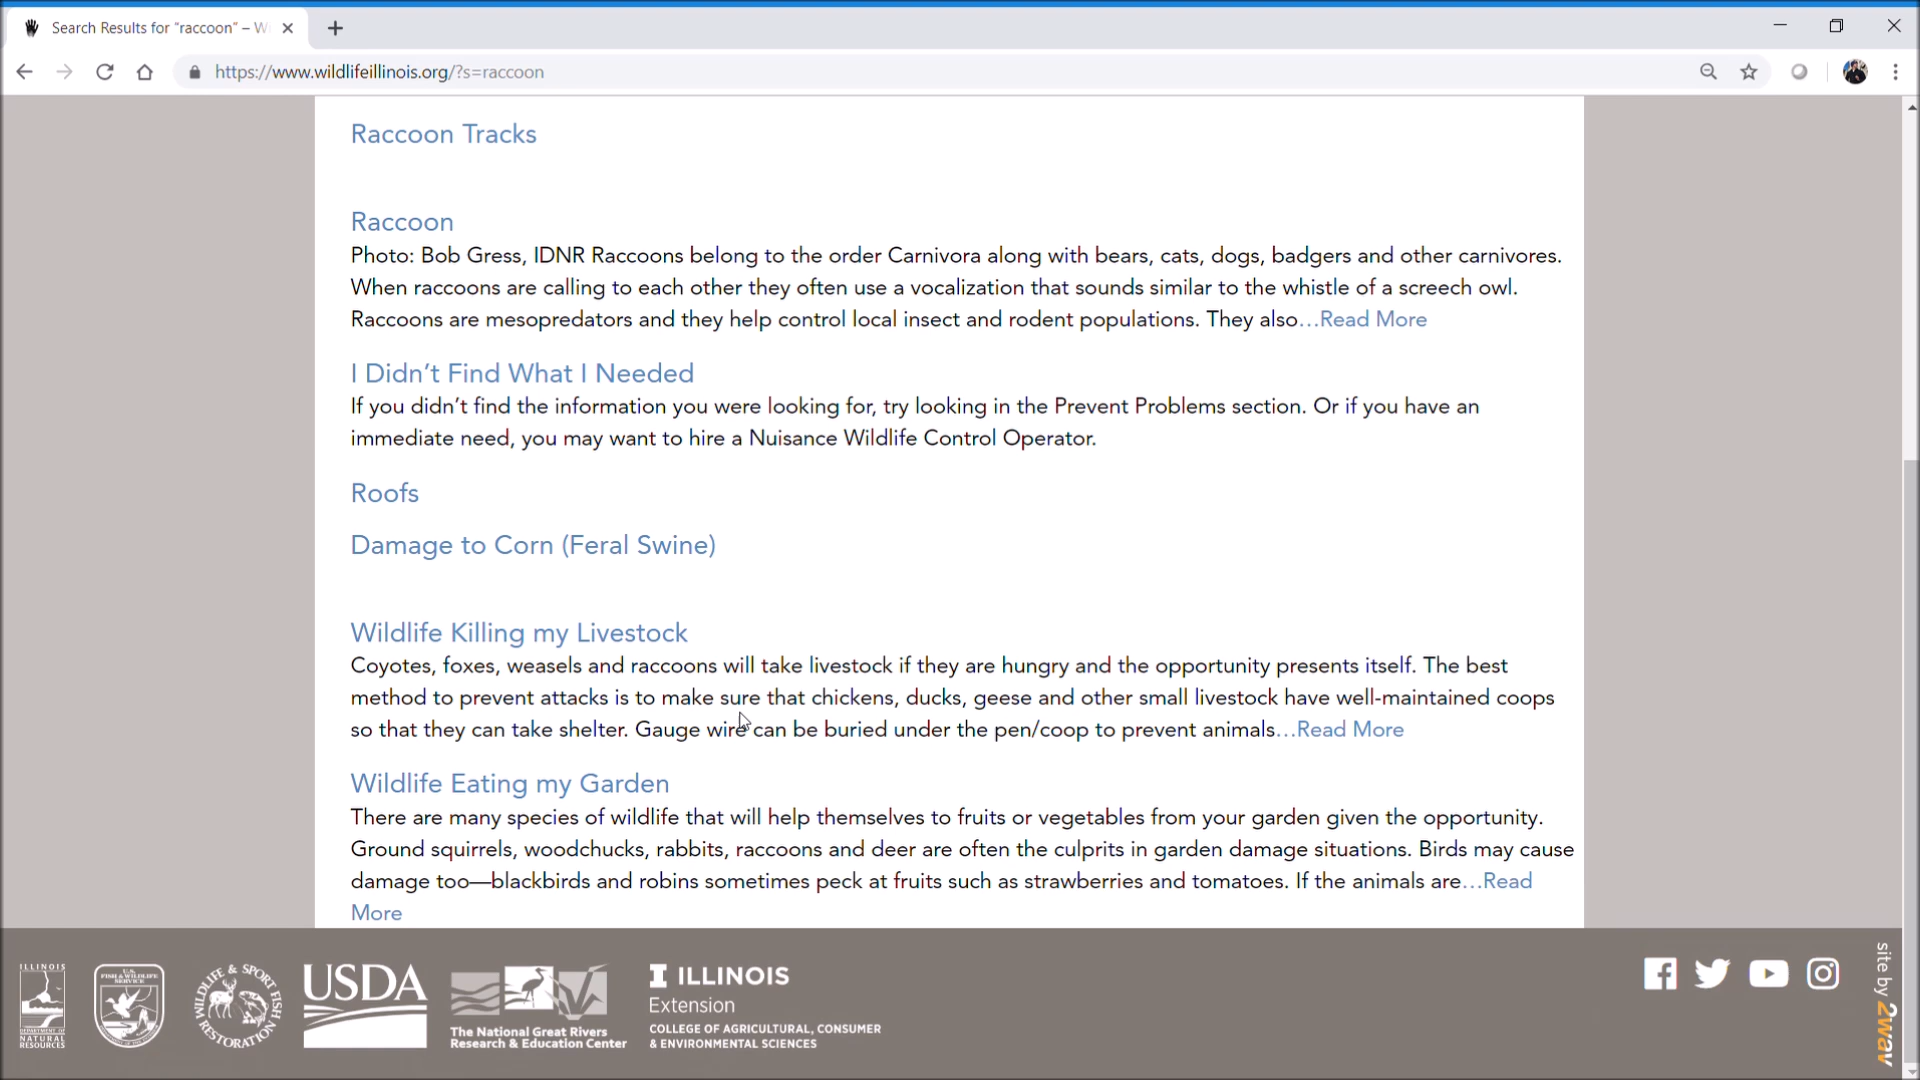 Search Results for "raccoon" – W
https://www.wildlifeillinois.org/?s=raccoon
Raccoon Tracks
Raccoon
Photo: Bob Gress, IDNR Raccoons belong to the order Carnivora along with bears, cats, dogs, badgers and other carnivores.
When raccoons are calling to each other they often use a vocalization that sounds similar to the whistle of a screech owl.
Raccoons are mesopredators and they help control local insect and rodent populations. They also…Read More
I Didn't Find What I Needed
If you didn't find the information you were looking for, try looking in the Prevent Problems section. Or if you have an
immediate need, you may want to hire a Nuisance Wildlife Control Operator.
Roofs
Damage to Corn (Feral Swine)
Wildlife Killing my Livestock
Coyotes, foxes, weasels and raccoons will take livestock if they are hungry and the opportunity presents itself. The best
method to prevent attacks is to make sure that chickens, ducks, geese and other small livestock have well-maintained coops
so that they can take shelter. Gauge wire can be buried under the pen/coop to prevent animals…Read More
Wildlife Eating my Garden
There are many species of wildlife that will help themselves to fruits or vegetables from your garden given the opportunity.
Ground squirrels, woodchucks, rabbits, raccoons and deer are often the culprits in garden damage situations. Birds may cause
damage too—blackbirds and robins sometimes peck at fruits such as strawberries and tomatoes. If the animals are…Read
More
ILLINOIS
DEPARTMENT OF
NATURAL
RESOURCES
U.S.
FISH & WILDLIFE
SERVICE
WILDLIFE & SPORT FISH
RESTORATION
USDA
The National Great Rivers
Research & Education Center
I ILLINOIS
Extension
COLLEGE OF AGRICULTURAL, CONSUMER
& ENVIRONMENTAL SCIENCES
site by 2wav